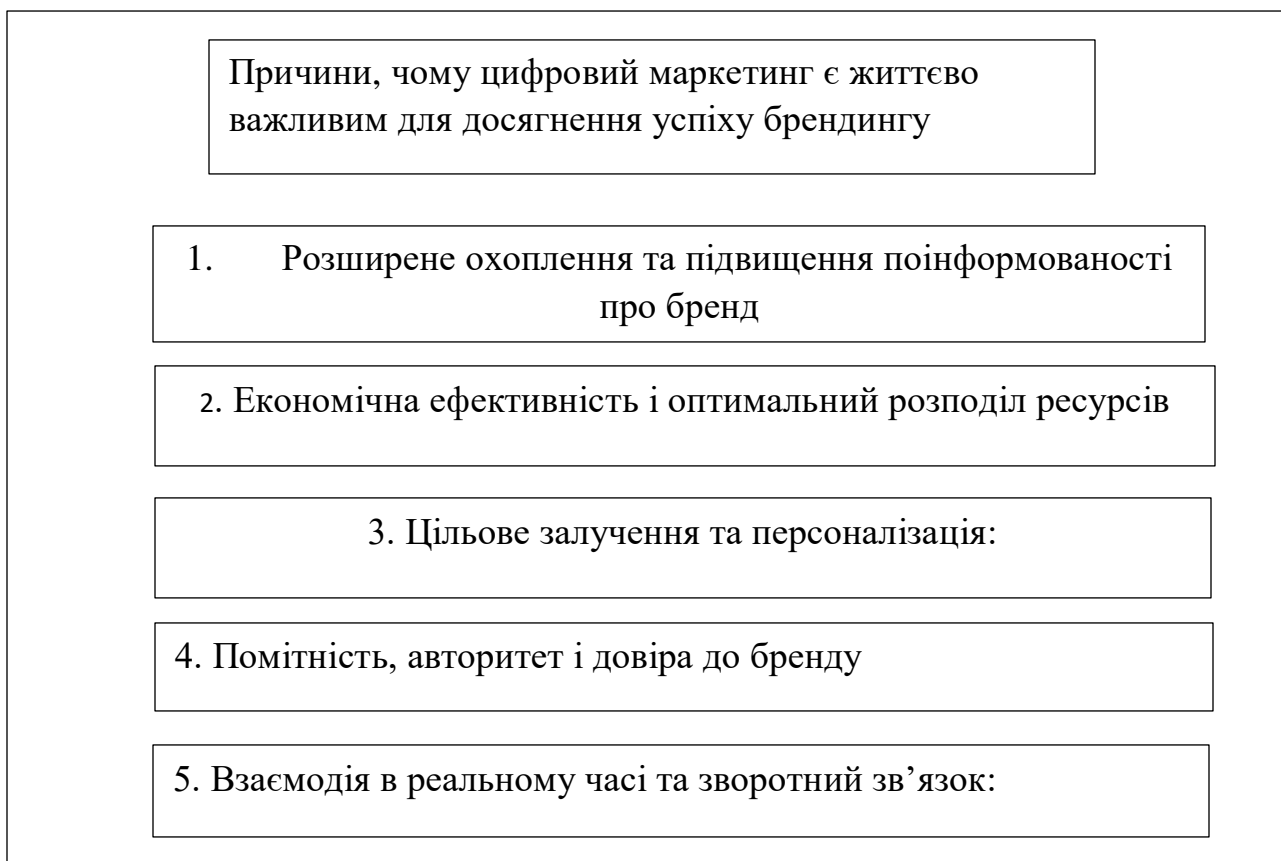 Причини, чому цифровий маркетинг є життєво
важливим для досягнення успіху брендингу
1. Розширене охоплення та підвищення поінформованості
про бренд
2. Економічна ефективність і оптимальний розподіл ресурсів
3. Цільове залучення та персоналізація:
4. Помітність, авторитет і довіра до бренду
5. Взаємодія в реальному часі та зворотний зв’язок: